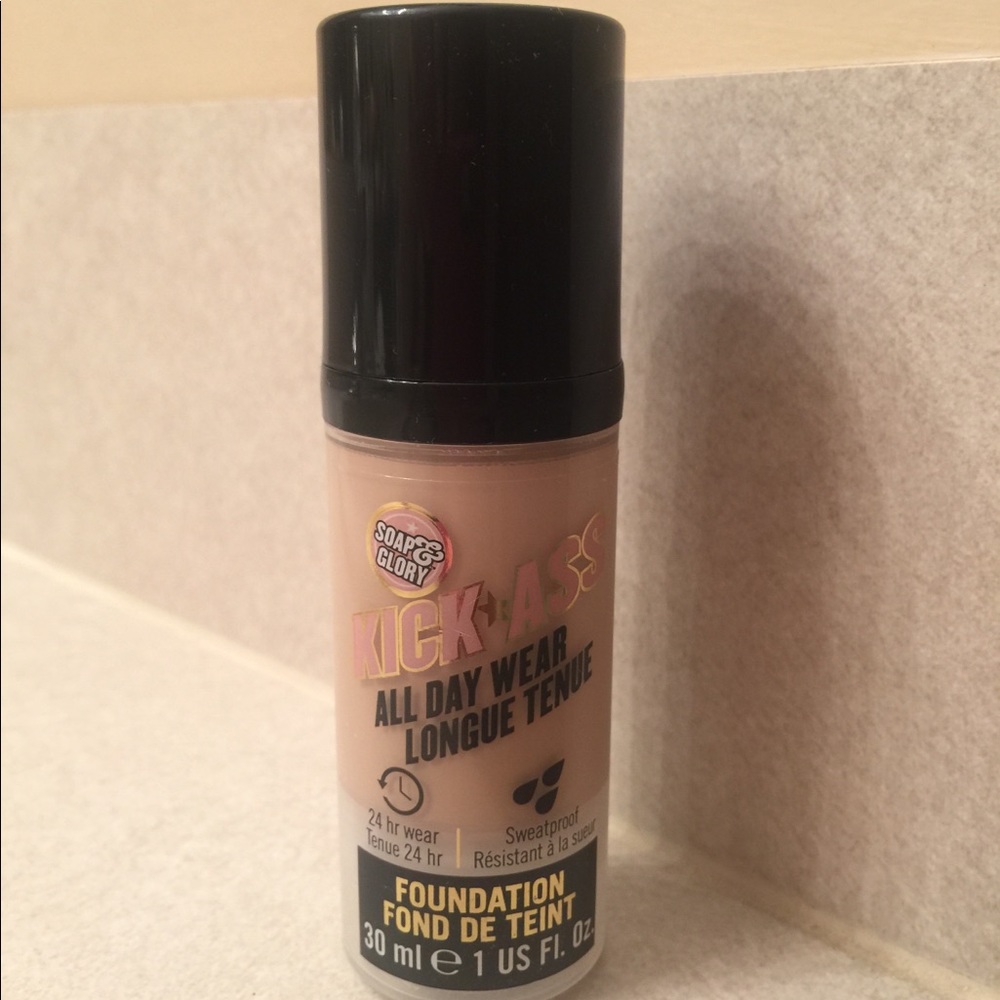 SOAP&
GLORY
KICK ASS
ALL DAY WEAR
LONGUE TENUE
24 hr wear
Tenue 24 hr
Sweatproof
Résistant à la sueur
FOUNDATION
FOND DE TEINT
30 ml e 1 US Fl. Oz.